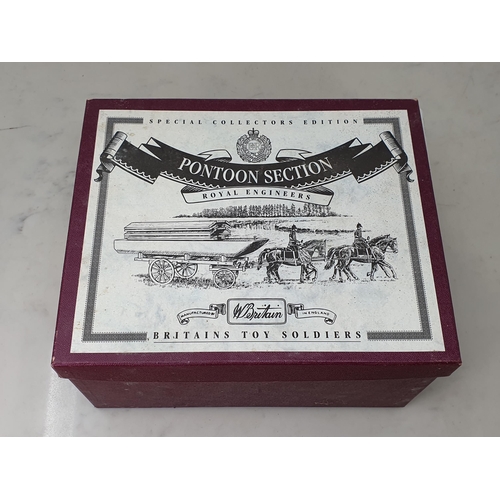 SPECIAL COLLECTORS EDITION
PONTOON SECTION
ROYAL ENGINEERS
MANUFACTURED W. Britain IN ENGLAND
BRITAINS TOY SOLDIERS